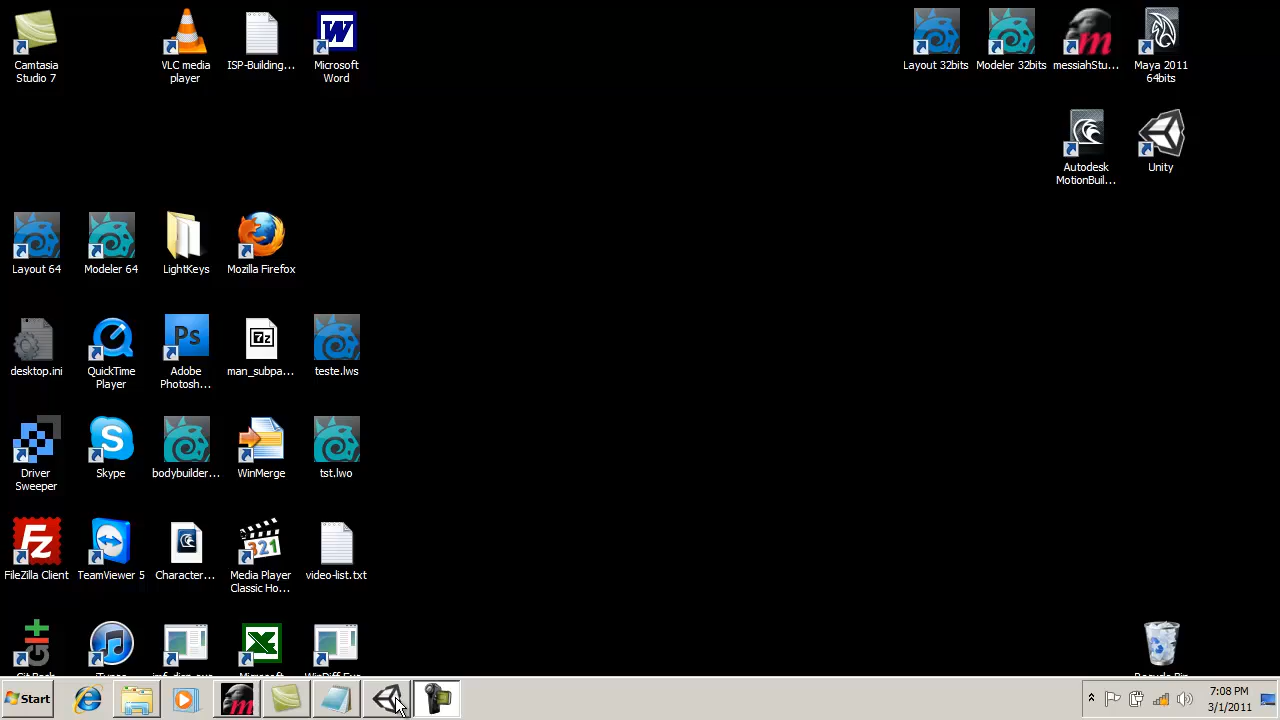 Camtasia
Studio 7
VLC media
player
ISP-Building...
Microsoft
Word
Layout 32bits
Modeler 32bits
messiahStu...
Maya 2011
64bits
Autodesk
MotionBuil...
Unity
Layout 64
Modeler 64
LightKeys
Mozilla Firefox
desktop.ini
QuickTime
Player
Ps
Adobe
Photosh...
7z
man_subpa...
teste.lws
Driver
Sweeper
Skype
bodybuilder...
WinMerge
tst.lwo
FileZilla Client
TeamViewer 5
Character...
321
Media Player
Classic Ho...
video-list.txt
Start
7:08 PM
3/1/2011